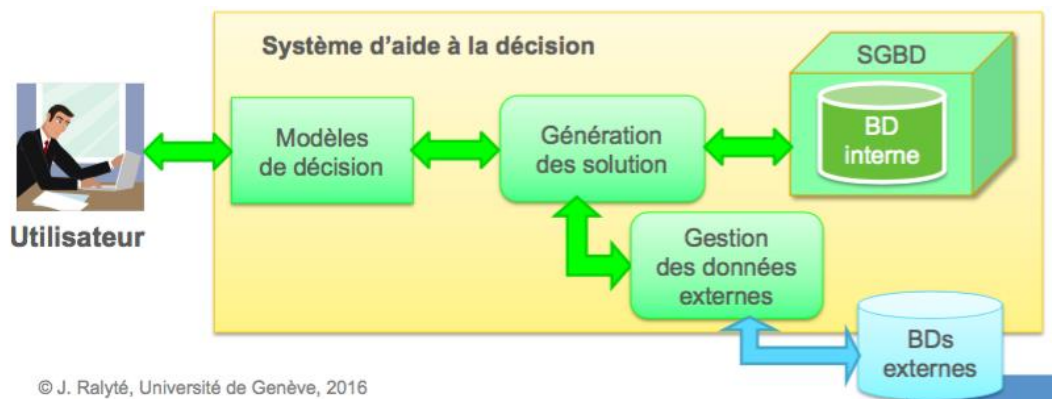 Système d'aide à la décision
SGBD
BD
interne
Modèles
de décision
Génération
des solution
Utilisateur
Gestion
des données
externes
BDs
externes
© J. Ralyté, Université de Genève, 2016